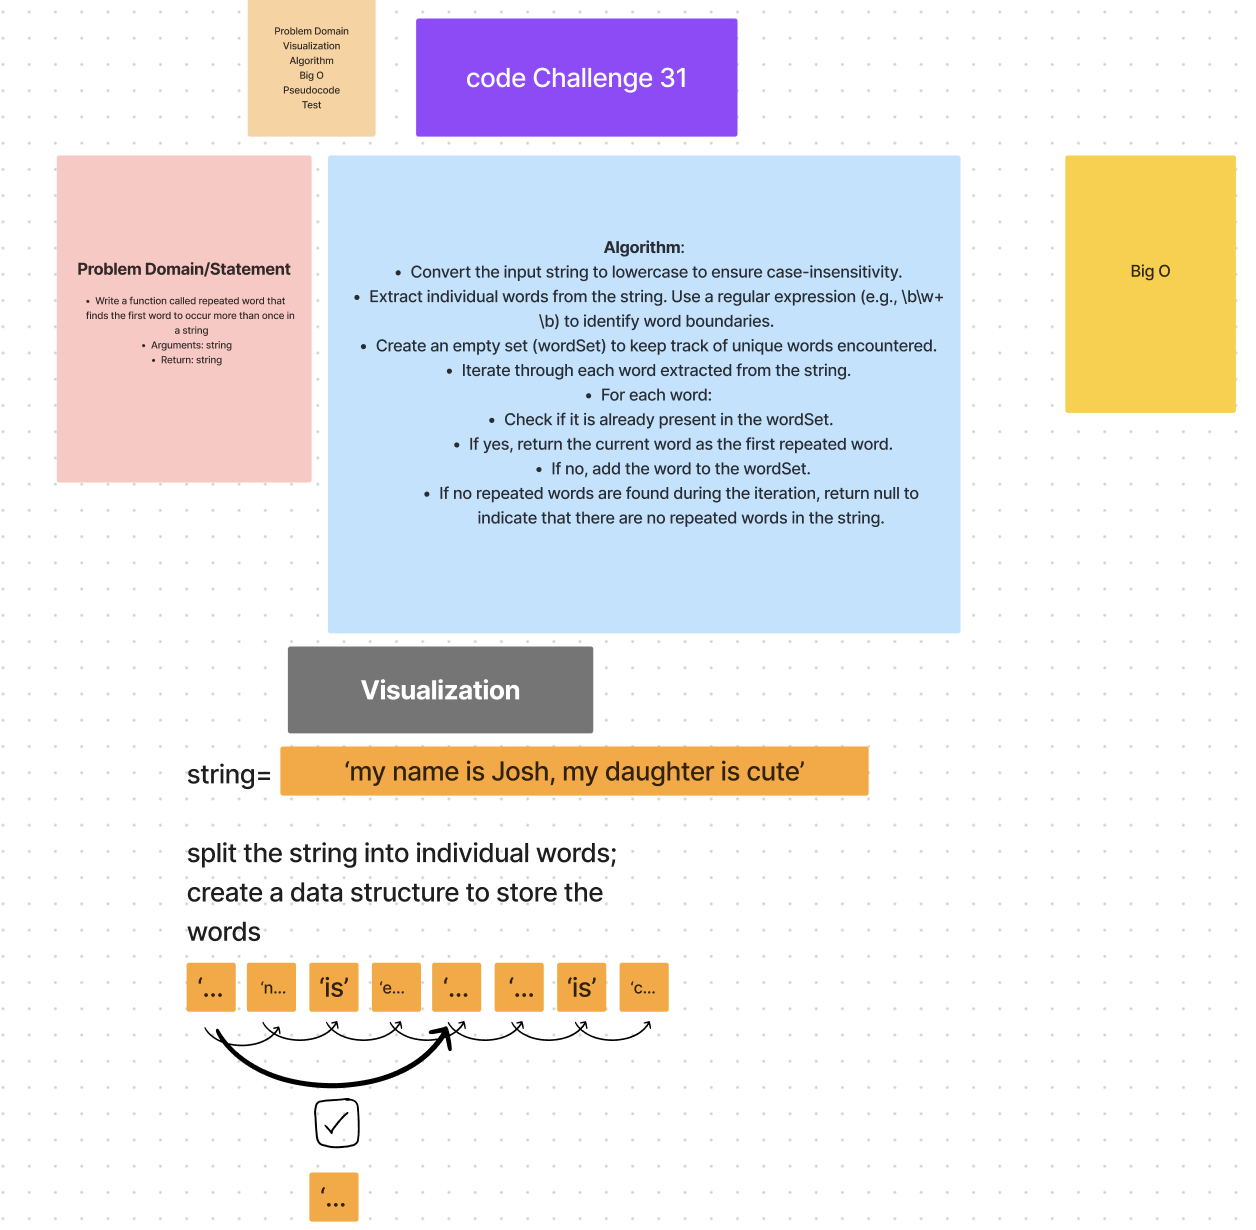 Problem Domain
Visualization
Algorithm
Big O
Pseudocode
Test
code Challenge 31
Problem Domain/Statement
• Write a function called repeated word that
finds the first word to occur more than once in
a string
• Arguments: string
• Return: string
Algorithm:
• Convert the input string to lowercase to ensure case-insensitivity.
• Extract individual words from the string. Use a regular expression (e.g., \b\w+
\b) to identify word boundaries.
• Create an empty set (wordSet) to keep track of unique words encountered.
• Iterate through each word extracted from the string.
• For each word:
• Check if it is already present in the wordSet.
• If yes, return the current word as the first repeated word.
• If no, add the word to the wordSet.
• If no repeated words are found during the iteration, return null to
indicate that there are no repeated words in the string.
Big O
Visualization
string=
‘my name is Josh, my daughter is cute’
split the string into individual words;
create a data structure to store the
words
‘...
‘n...
‘is’
‘e...
‘...
‘...
‘is’
‘c...
‘...